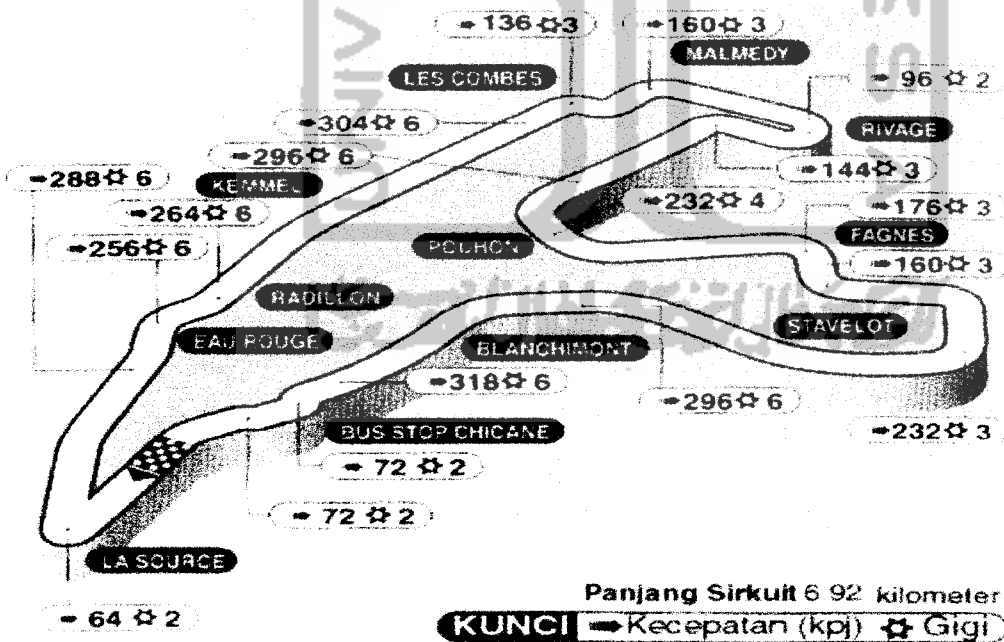 ➡ 136 ✿ 3
➡ 160 ✿ 3
MALMEDY
LES COMBES
➡ 96 ✿ 2
➡ 304 ✿ 6
RIVAGE
➡ 296 ✿ 6
➡ 144 ✿ 3
➡ 288 ✿ 6
KEMMEL
➡ 232 ✿ 4
➡ 176 ✿ 3
➡ 264 ✿ 6
FAGNES
➡ 256 ✿ 6
POUHON
➡ 160 ✿ 3
RADILLON
STAVELOT
EAU ROUGE
BLANCHIMONT
➡ 318 ✿ 6
➡ 296 ✿ 6
BUS STOP CHICANE
➡ 232 ✿ 3
➡ 72 ✿ 2
➡ 72 ✿ 2
LA SOURCE
➡ 64 ✿ 2
Panjang Sirkuit 6 92 kilometer
KUNCI ➡ Kecepatan (kpj) ✿ Gigi
UNIV